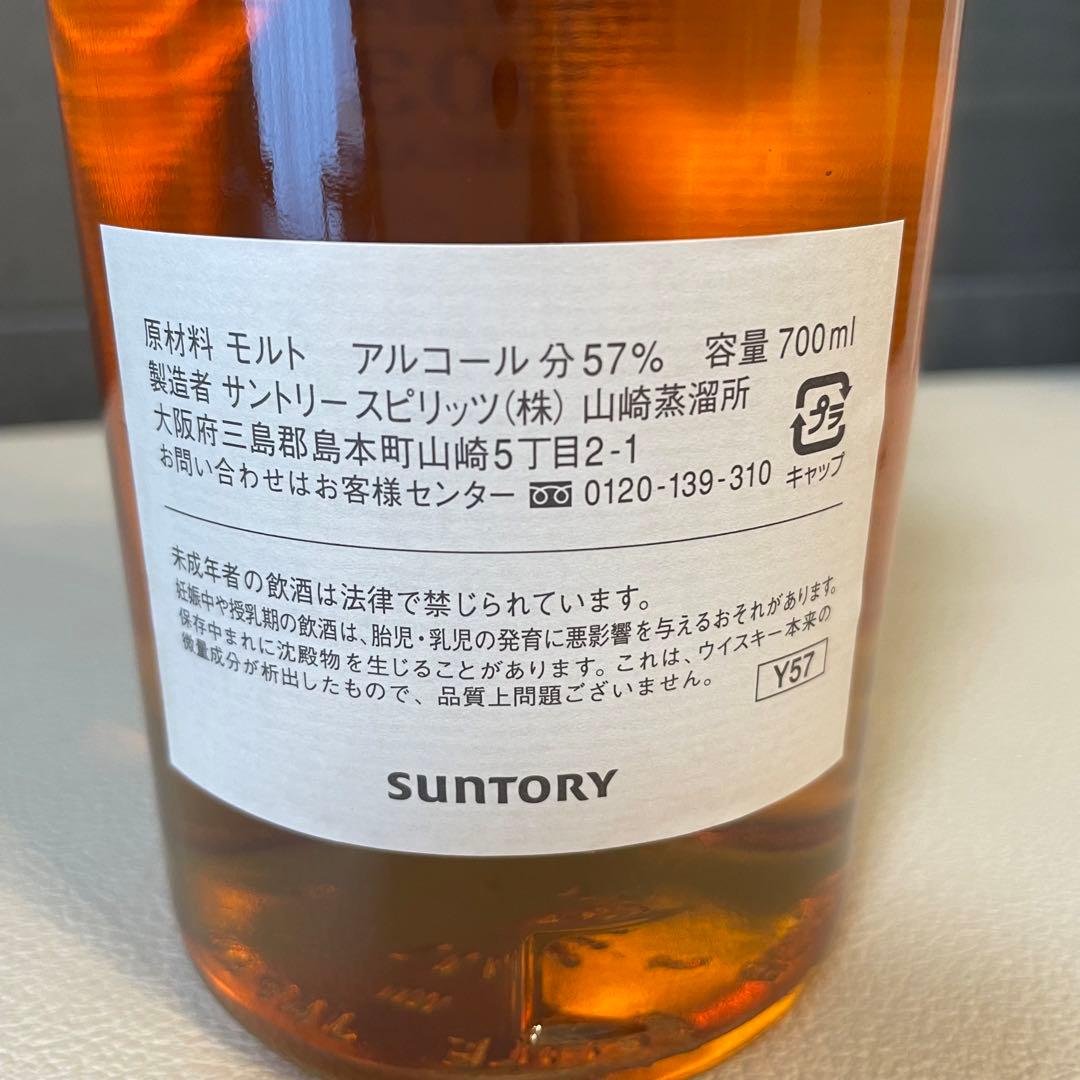 原材料 モルト アルコール分57% 容量700ml
製造者 サントリースピリッツ(株) 山崎蒸溜所
大阪府三島郡島本町山崎5丁目2-1
お問い合わせはお客様センター 0120-139-310
プラ
キャップ
未成年者の飲酒は法律で禁じられています。
妊娠中や授乳期の飲酒は、胎児・乳児の発育に悪影響を与えるおそれがあります。
保存中まれに沈殿物を生じることがあります。これは、ウイスキー本来の
微量成分が析出したもので、品質上問題ございません。
Y57
SUNTORY